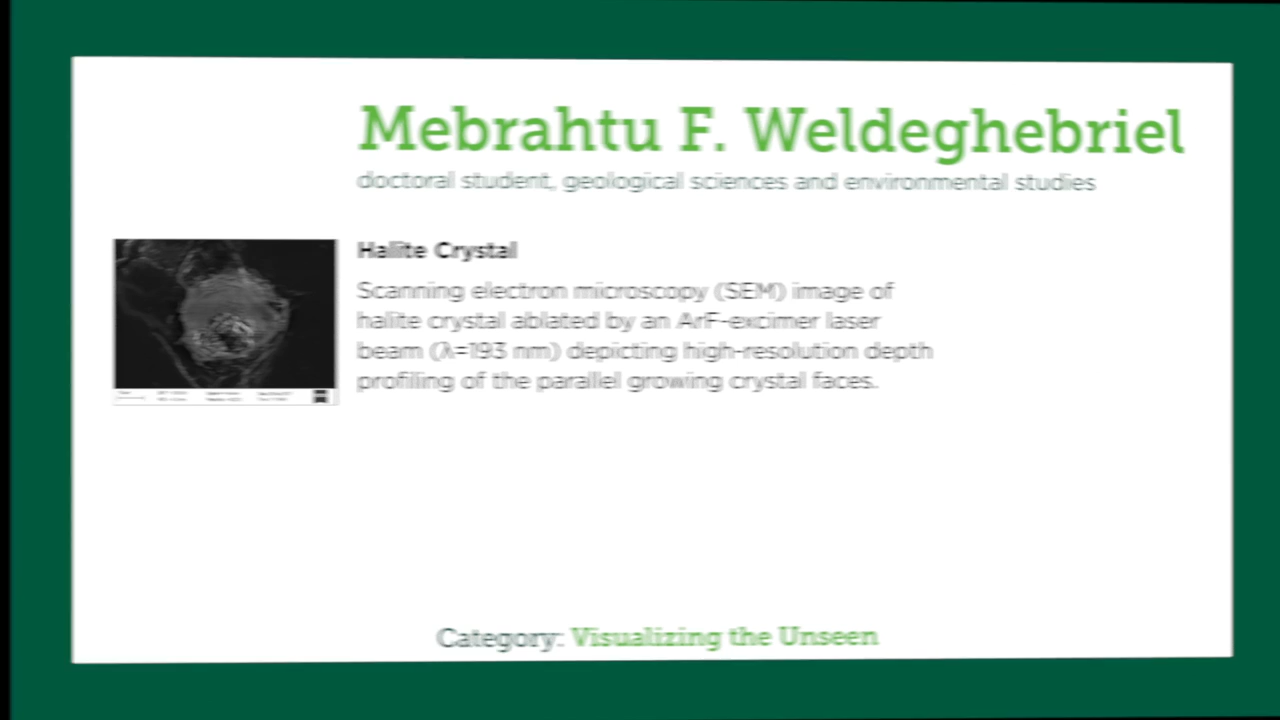 Mebrahtu F. Weldeghebriel
doctoral student, geological sciences and environmental studies
Halite Crystal
Scanning electron microscopy (SEM) image of
halite crystal ablated by an ArF-excimer laser
beam (λ=193 nm) depicting high-resolution depth
profiling of the parallel growing crystal faces.
Category: Visualizing the Unseen